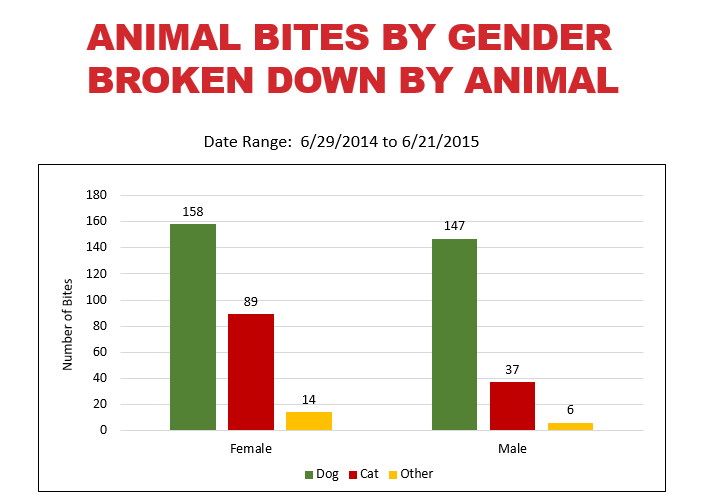 ANIMAL BITES BY GENDER
BROKEN DOWN BY ANIMAL
Date Range:  6/29/2014 to 6/21/2015
180
160
140
120
100
80
60
40
20
0
Number of Bites
158
89
14
147
37
6
Female
Male
Dog Cat Other